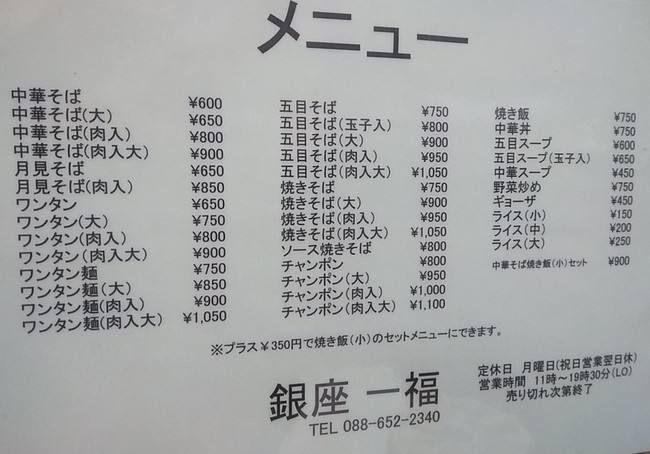 メニュー
中華そば ¥600
中華そば(大) ¥650
中華そば(肉入) ¥800
中華そば(肉入大) ¥900
月見そば ¥650
月見そば(肉入) ¥850
ワンタン ¥650
ワンタン(大) ¥750
ワンタン(肉入) ¥800
ワンタン(肉入大) ¥900
ワンタン麺 ¥750
ワンタン麺(大) ¥850
ワンタン麺(肉入) ¥900
ワンタン麺(肉入大) ¥1,050
五目そば ¥750
五目そば(玉子入) ¥800
五目そば(大) ¥900
五目そば(肉入) ¥950
五目そば(肉入大) ¥1,050
焼きそば ¥750
焼きそば(大) ¥900
焼きそば(肉入) ¥950
焼きそば(肉入大) ¥1,050
ソース焼きそば ¥800
チャンポン ¥800
チャンポン(大) ¥950
チャンポン(肉入) ¥1,000
チャンポン(肉入大) ¥1,100
焼き飯 ¥750
中華丼 ¥750
五目スープ ¥600
五目スープ(玉子入) ¥650
中華スープ ¥450
野菜炒め ¥750
ギョーザ ¥450
ライス(小) ¥150
ライス(中) ¥200
ライス(大) ¥250
中華そば焼き飯(小)セット ¥900
※プラス¥350円で焼き飯(小)のセットメニューにできます。
銀座 一福
TEL 088-652-2340
定休日 月曜日(祝日営業翌日休)
営業時間 11時～19時30分(LO)
売り切れ次第終了